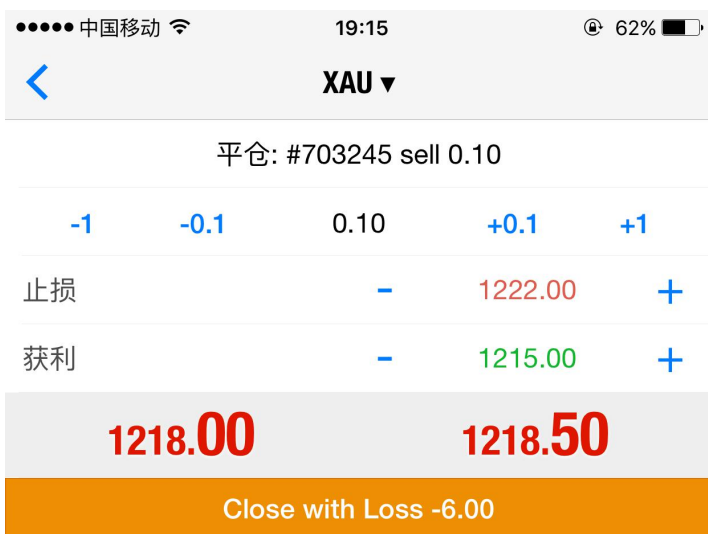 中国移动 19:15 62%
XAU ▼
平仓: #703245 sell 0.10
-1 -0.1 0.10 +0.1 +1
止损 - 1222.00 +
获利 - 1215.00 +
1218.00 1218.50
Close with Loss -6.00